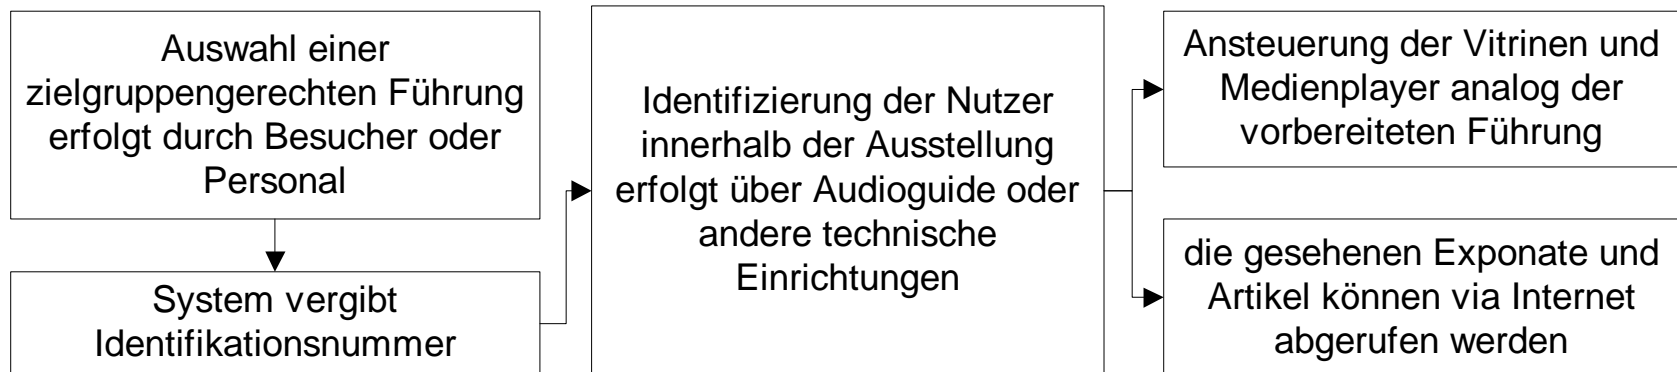 Auswahl einer
zielgruppengerechten Führung
erfolgt durch Besucher oder
Personal
System vergibt
Identifikationsnummer
Identifizierung der Nutzer
innerhalb der Ausstellung
erfolgt über Audioguide oder
andere technische
Einrichtungen
Ansteuerung der Vitrinen und
Medienplayer analog der
vorbereiteten Führung
die gesehenen Exponate und
Artikel können via Internet
abgerufen werden